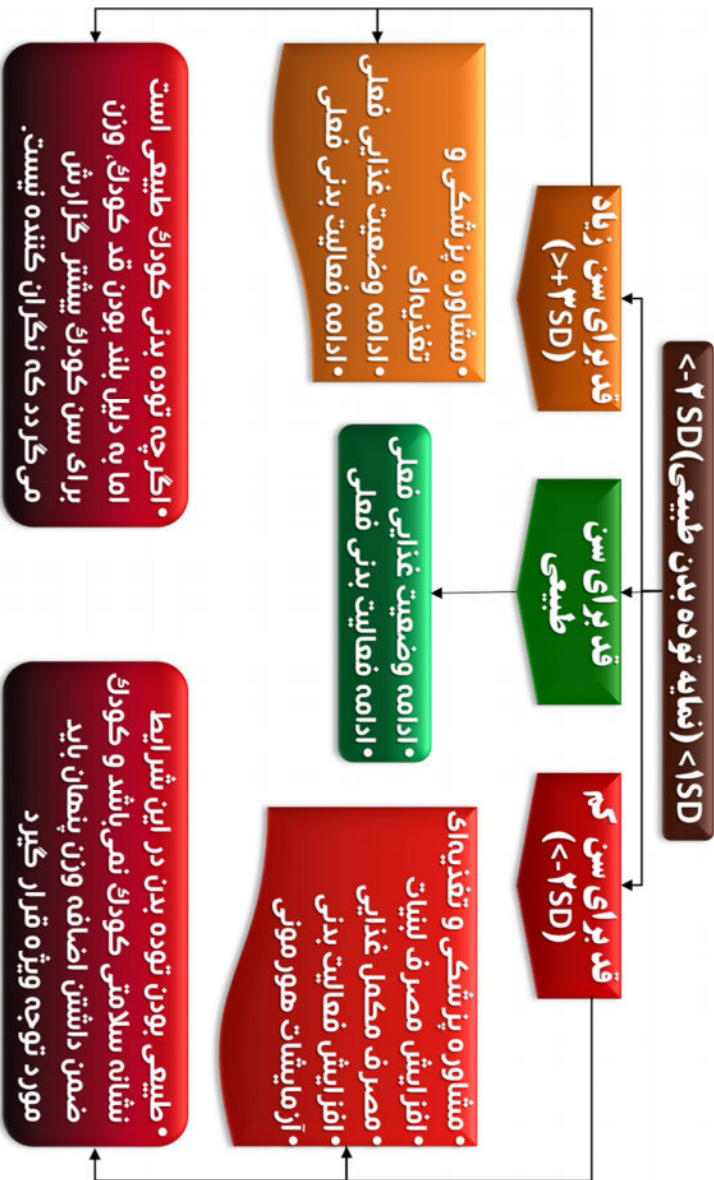 <-۲ SD(نمایه توده بدن طبیعی) <۱SD
قد برای سن زیاد
(>+۳SD)
قد برای سن
طبیعی
قد برای سن کم
(<-۲SD)
• مشاوره پزشکی و
تغذیه‌ای
• ادامه وضعیت غذایی فعلی
• ادامه فعالیت بدنی فعلی
• ادامه وضعیت غذایی فعلی
• ادامه فعالیت بدنی فعلی
• مشاوره پزشکی و تغذیه‌ای
• افزایش مصرف لبنیات
• مصرف مکمل غذایی
• افزایش فعالیت بدنی
• آزمایشات هورمونی
• اگرچه توده بدنی کودک طبیعی است
اما به دلیل بلند بودن قد کودک، وزن
برای سن کودک بیشتر گزارش
می‌گردد که نگران کننده نیست.
• طبیعی بودن توده بدن در این شرایط
نشانه سلامتی کودک نمی‌باشد و کودک
ضمن داشتن اضافه وزن پنهان باید
مورد توجه ویژه قرار گیرد